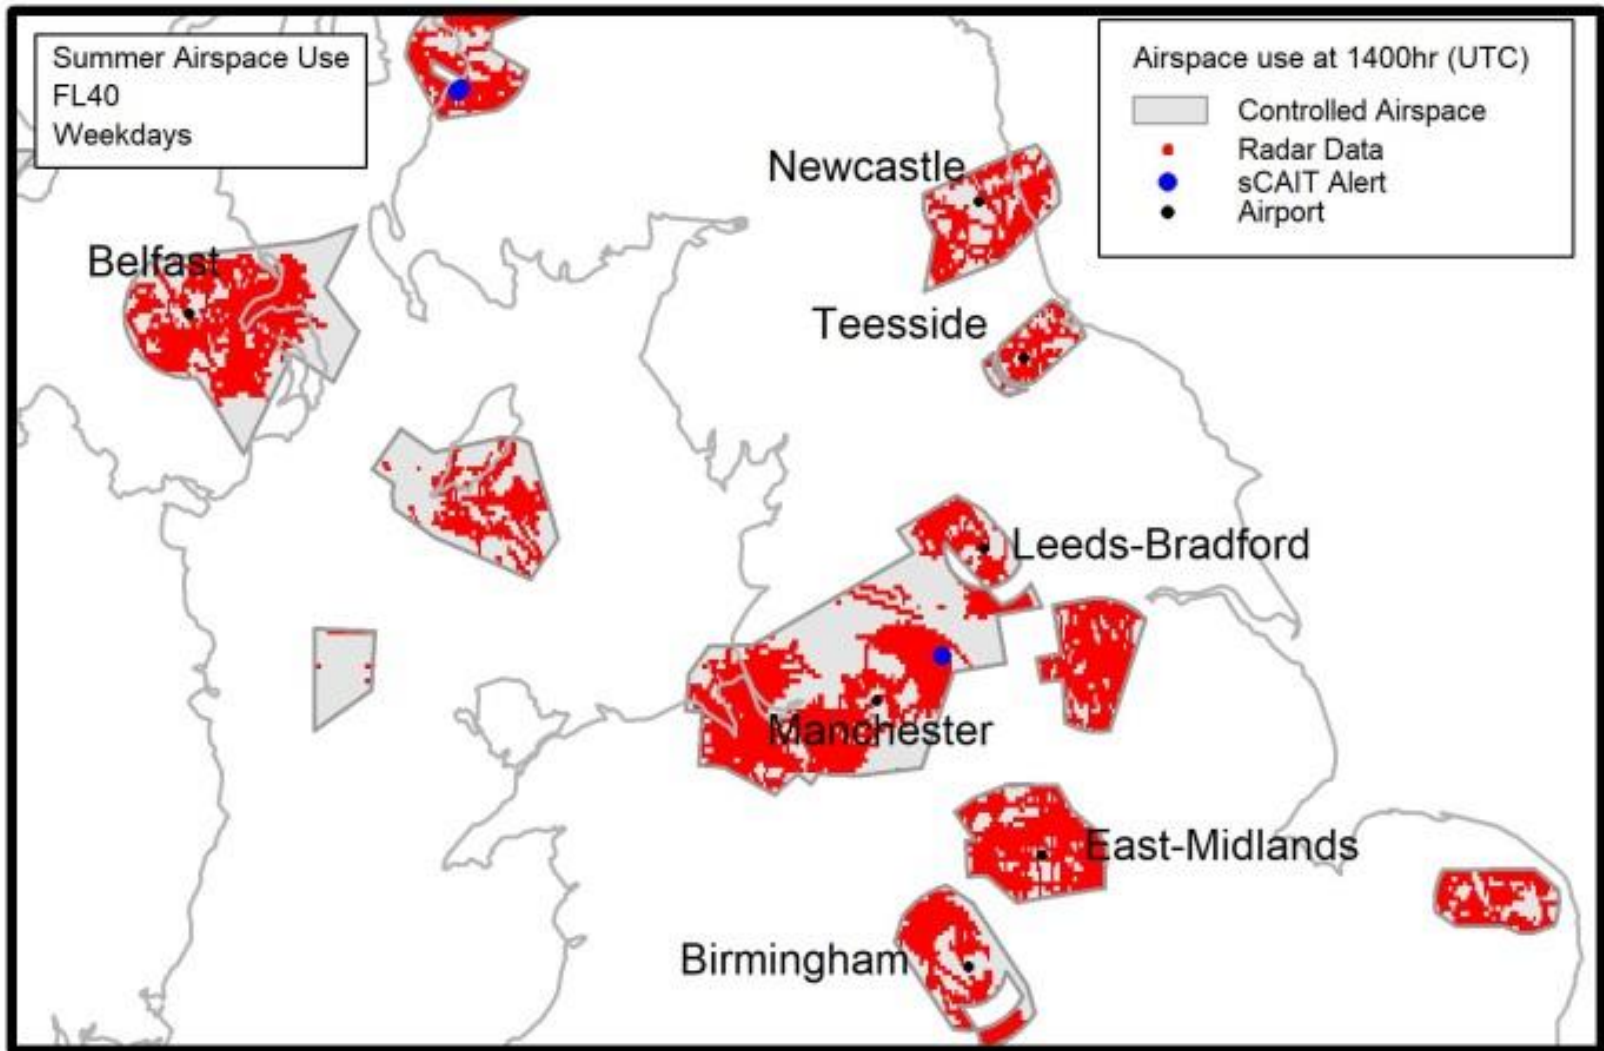 Summer Airspace Use
FL40
Weekdays
Airspace use at 1400hr (UTC)
Controlled Airspace
Radar Data
sCAIT Alert
Airport
Newcastle
Belfast
Teesside
Leeds-Bradford
Manchester
East-Midlands
Birmingham